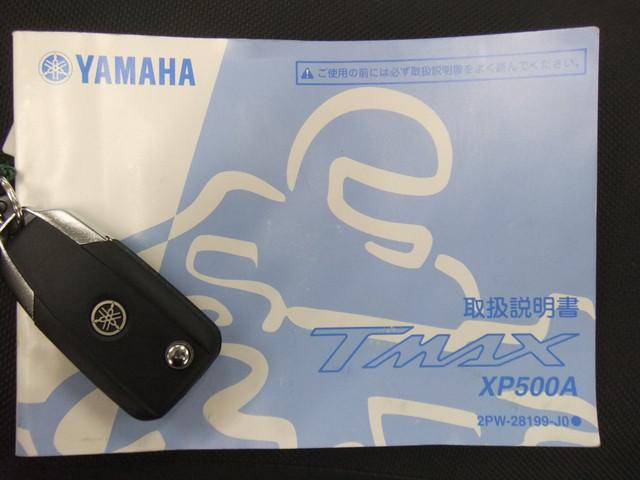 YAMAHA
ご使用の前には必ず取扱説明書をよく読んでください。
取扱説明書
TMAX
XP500A
2PW-28199-J0